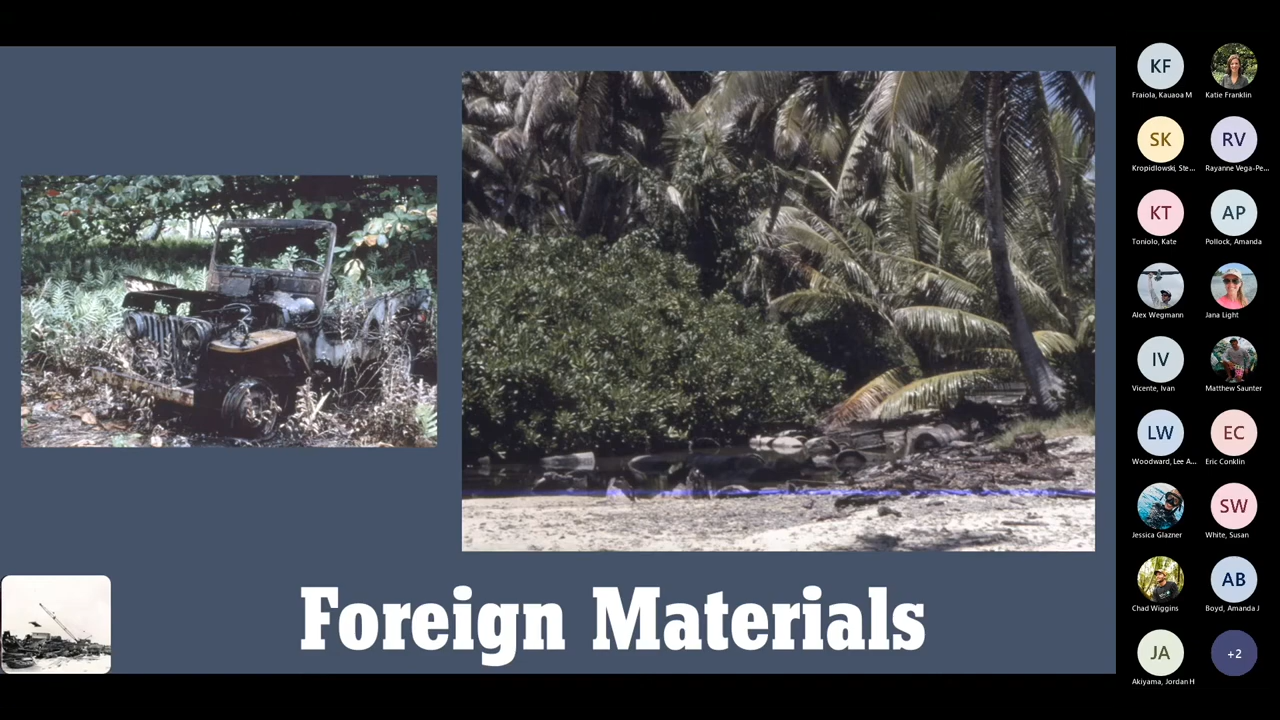 Foreign Materials
KF
Fraiola, Kauaoa M
Katie Franklin
SK
Kropidlowski, Ste...
RV
Rayanne Vega-Pe...
KT
Toniolo, Kate
AP
Pollock, Amanda
Alex Wegmann
Jana Light
IV
Vicente, Ivan
Matthew Saunter
LW
Woodward, Lee A...
EC
Eric Conklin
Jessica Glazner
SW
White, Susan
Chad Wiggins
AB
Boyd, Amanda J
JA
Akiyama, Jordan H
+2